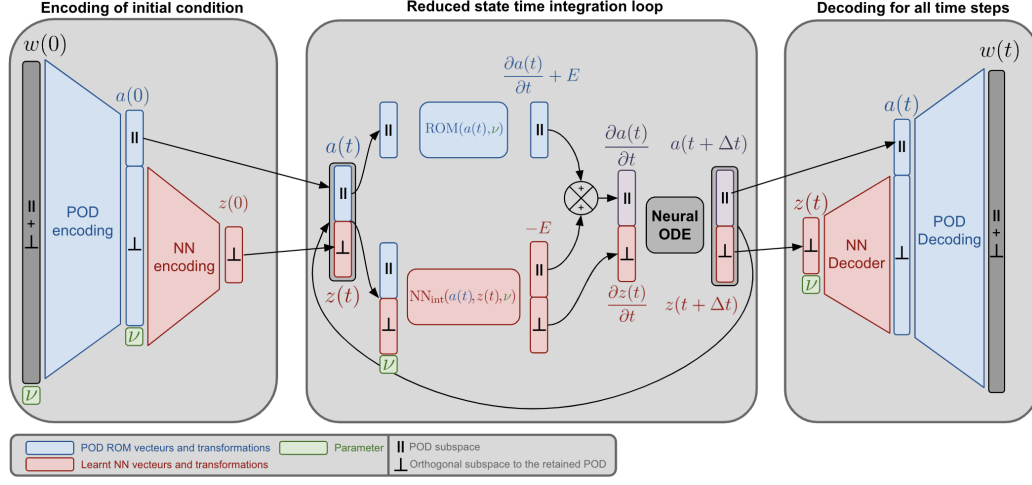 Encoding of initial condition
Reduced state time integration loop
Decoding for all time steps
w(0)
|| + ⊥
ν
POD
encoding
a(0)
||
⊥
ν
NN
encoding
z(0)
⊥
a(t)
||
⊥
z(t)
||
ROM(a(t),ν)
∂a(t)/∂t + E
||
||
⊥
ν
NN_int(a(t),z(t),ν)
−E
||
⊥
+ +
+ +
∂a(t)/∂t
||
⊥
∂z(t)/∂t
Neural
ODE
a(t + Δt)
||
⊥
z(t + Δt)
z(t)
⊥
ν
NN
Decoder
a(t)
||
⊥
POD
Decoding
w(t)
|| + ⊥
POD ROM vecteurs and transformations
Parameter
|| POD subspace
Learnt NN vecteurs and transformations
⊥ Orthogonal subspace to the retained POD